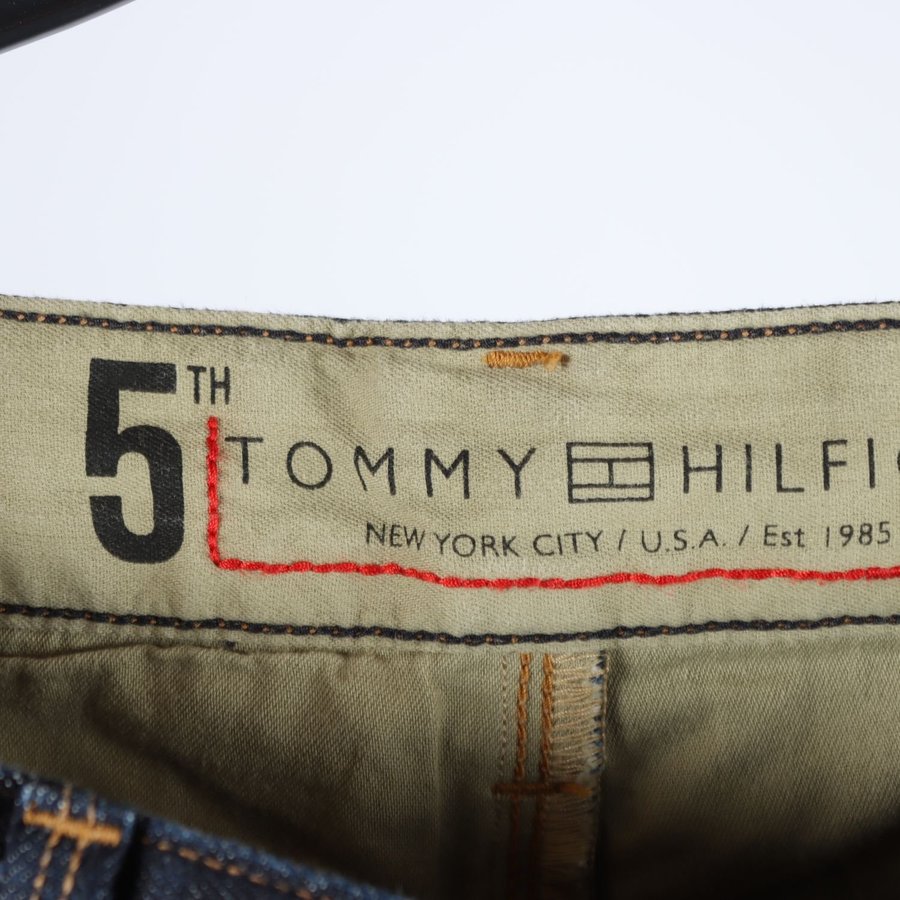 5TH
TOMMY HILFI
NEW YORK CITY / U.S.A. / Est 1985